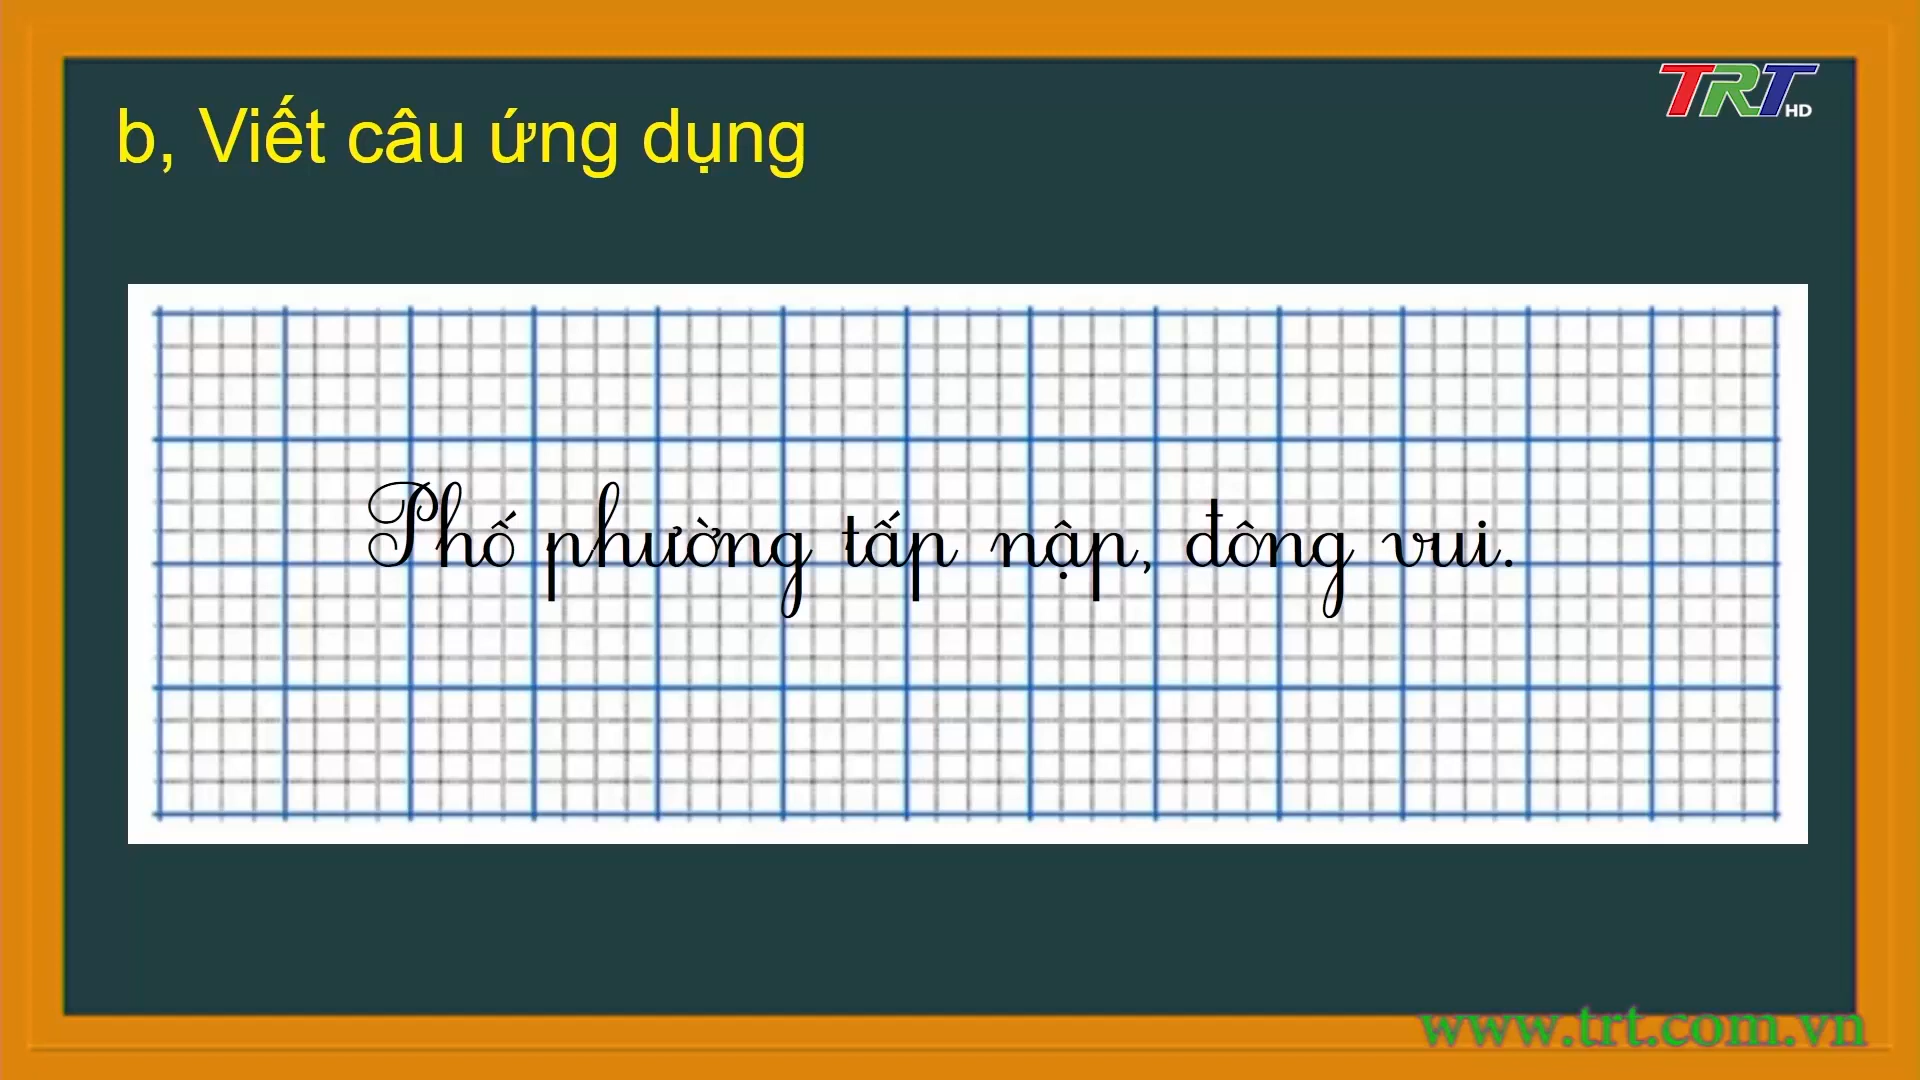 TRT HD
b, Viết câu ứng dụng
Phố phường tấp nập, đông vui.
www.trt.com.vn